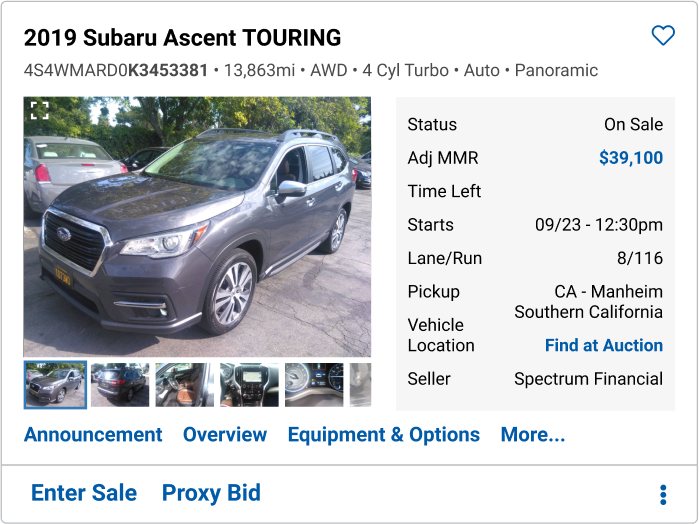 2019 Subaru Ascent TOURING
4S4WMARD0K3453381 • 13,863mi • AWD • 4 Cyl Turbo • Auto • Panoramic
Status On Sale
Adj MMR $39,100
Time Left
Starts 09/23 - 12:30pm
Lane/Run 8/116
Pickup CA - Manheim
Southern California
Vehicle
Location Find at Auction
Seller Spectrum Financial
Announcement Overview Equipment & Options More...
Enter Sale Proxy Bid